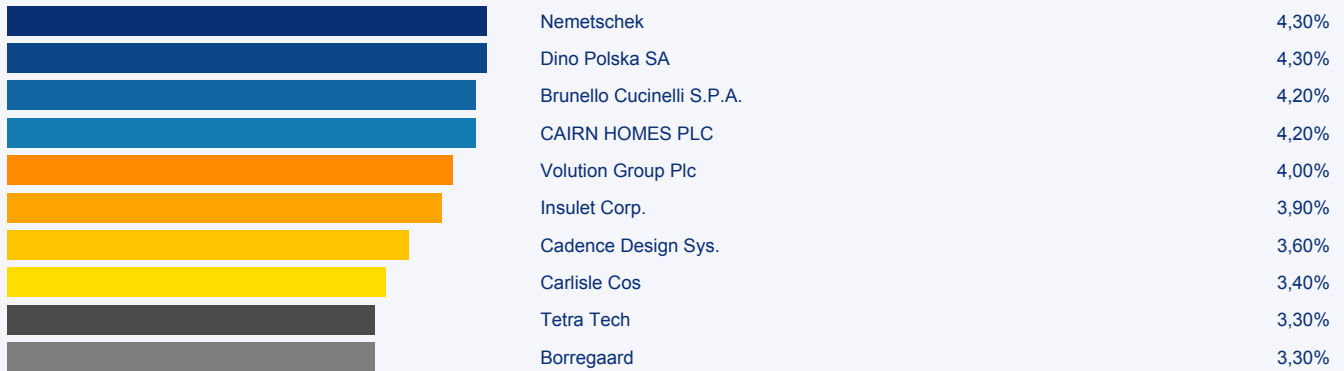 Nemetschek 4,30%
Dino Polska SA 4,30%
Brunello Cucinelli S.P.A. 4,20%
CAIRN HOMES PLC 4,20%
Volution Group Plc 4,00%
Insulet Corp. 3,90%
Cadence Design Sys. 3,60%
Carlisle Cos 3,40%
Tetra Tech 3,30%
Borregaard 3,30%